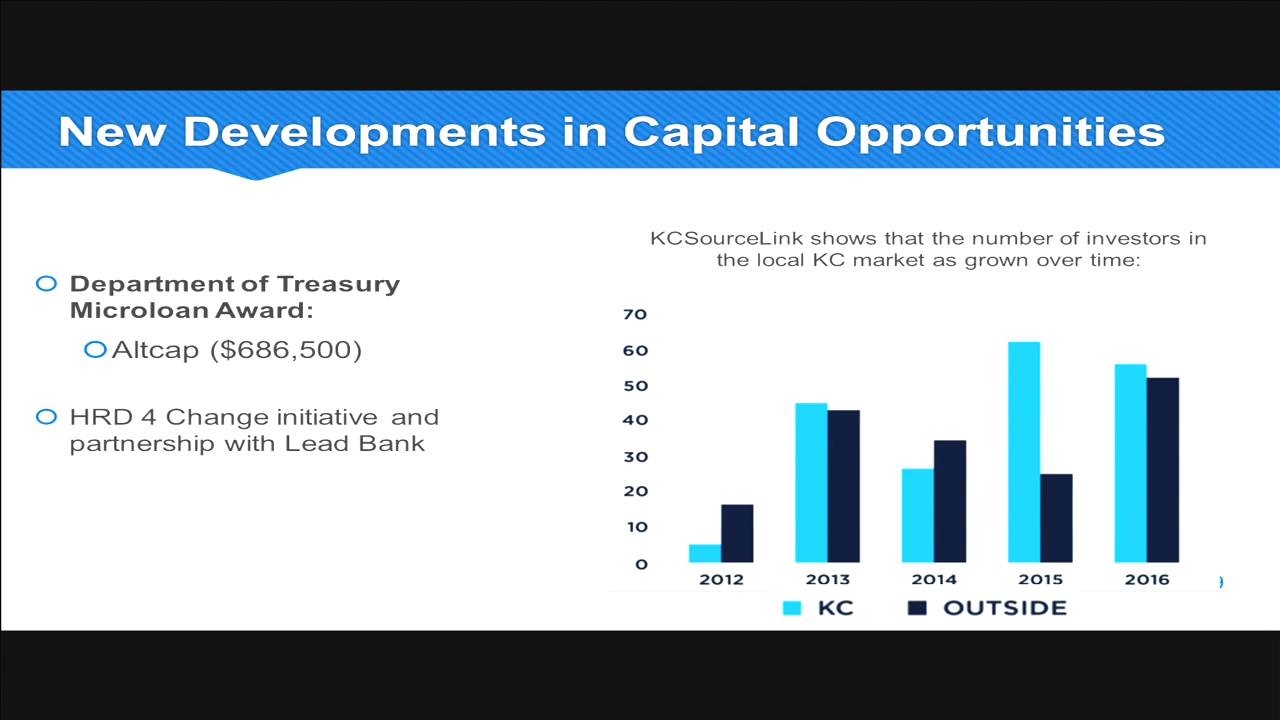 New Developments in Capital Opportunities
Department of Treasury
Microloan Award:
Altcap ($686,500)
HRD 4 Change initiative and
partnership with Lead Bank
KCSourceLink shows that the number of investors in
the local KC market as grown over time:
70
60
50
40
30
20
10
0
2012 2013 2014 2015 2016
KC OUTSIDE